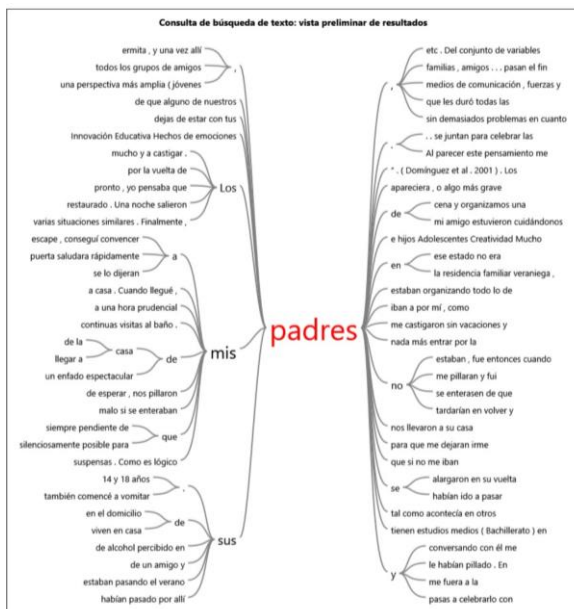 Consulta de búsqueda de texto: vista preliminar de resultados
ermita , y una vez allí
todos los grupos de amigos
una perspectiva más amplia ( jóvenes
,
de que alguno de nuestros
dejas de estar con tus
Innovación Educativa Hechos de emociones
mucho y a castigar .
por la vuelta de
pronto , yo pensaba que
restaurado . Una noche salieron
varias situaciones similares . Finalmente ,
Los
escape , conseguí convencer
puerta saludara rápidamente
se lo dijeran
a
a casa . Cuando llegué ,
a una hora prudencial
continuas visitas al baño .
de la
llegar a
casa
un enfado espectacular
de
de esperar , nos pillaron
malo si se enteraban
siempre pendiente de
silenciosamente posible para
que
suspensas . Como es lógico
mis
14 y 18 años
también comencé a vomitar
.
en el domicilio
viven en casa
de
de alcohol percibido en
de un amigo y
estaban pasando el verano
habían pasado por allí
sus
padres
,
etc . Del conjunto de variables
familias , amigos . . . pasan el fin
medios de comunicación , fuerzas y
que les duró todas las
sin demasiados problemas en cuanto
.
. . se juntan para celebrar las
Al parecer este pensamiento me
" . ( Domínguez et al . 2001 ) . Los
apareciera , o algo más grave
de
cena y organizamos una
mi amigo estuvieron cuidándonos
e hijos Adolescentes Creatividad Mucho
en
ese estado no era
la residencia familiar veraniega ,
estaban organizando todo lo de
iban a por mí , como
me castigaron sin vacaciones y
nada más entrar por la
no
estaban , fue entonces cuando
me pillaran y fui
se enterasen de que
tardarían en volver y
nos llevaron a su casa
para que me dejaran irme
que si no me iban
se
alargaron en su vuelta
habían ido a pasar
tal como acontecía en otros
tienen estudios medios ( Bachillerato ) en
y
conversando con él me
le habían pillado . En
me fuera a la
pasas a celebrarlo con